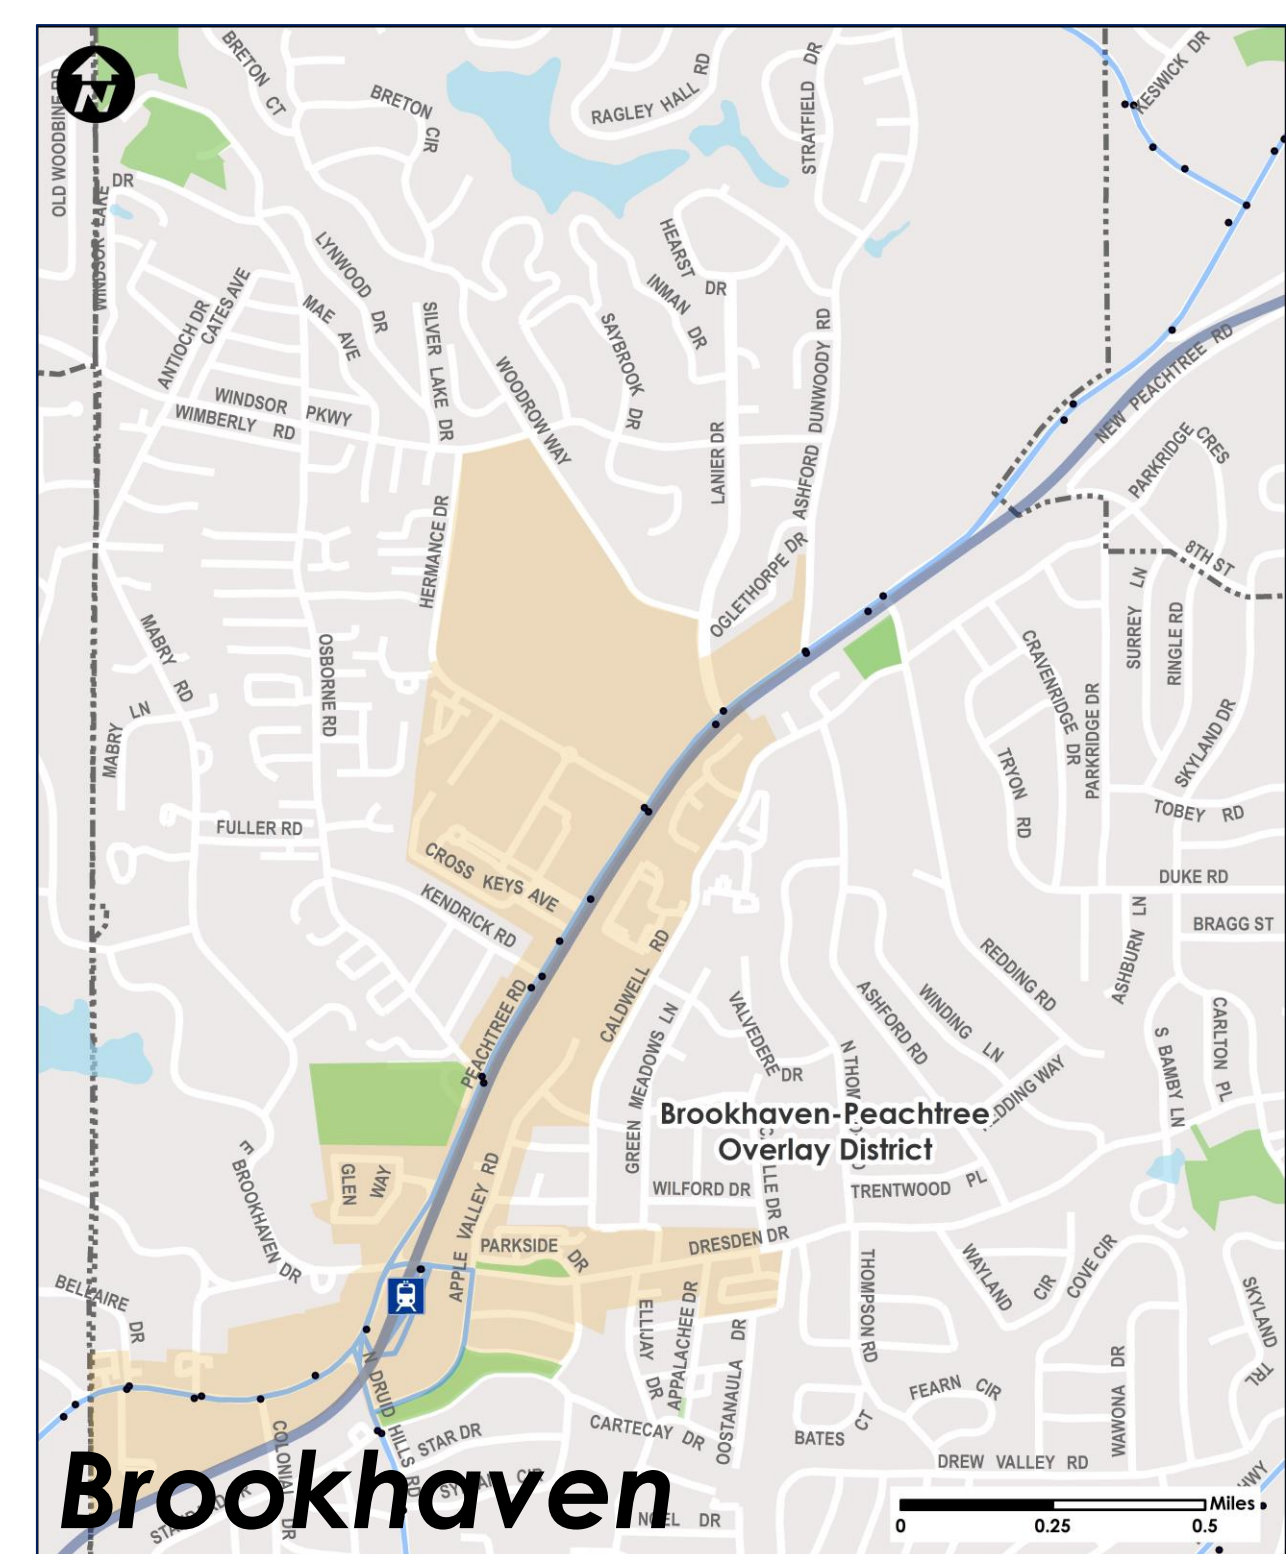 N
OLD WOODBINE RD
BRETON CT
BRETON CIR
RAGLEY HALL RD
STRATFIELD DR
KESWICK DR
WINDSOR LAKE DR
LYNWOOD DR
HEARST DR
INMAN DR
ANTIOCH DR
CATES AVE
MAE AVE
SILVER LAKE DR
SAYBROOK DR
WOODROW WAY
LANIER DR
ASHFORD DUNWOODY RD
NEW PEACHTREE RD
WINDSOR PKWY
WIMBERLY RD
PARKRIDGE CRES
HERMANCE DR
OGLETHORPE DR
8TH ST
SURREY LN
RINGLE RD
MABRY RD
OSBORNE RD
CRAVENRIDGE DR
PARKRIDGE DR
SKYLAND DR
MABRY LN
TRYON RD
TOBEY RD
FULLER RD
CROSS KEYS AVE
KENDRICK RD
DUKE RD
BRAGG ST
ASHBURN LN
CALDWELL RD
REDDING RD
PEACHTREE RD
VALVEDERE DR
ASHFORD RD
WINDING LN
CARLTON PL
S BAMBY LN
GREEN MEADOWS LN
REDDING WAY
Brookhaven-Peachtree
Overlay District
E BROOKHAVEN DR
GLEN WAY
APPLE VALLEY RD
WILFORD DR
TRENTWOOD PL
PARKSIDE DR
DRESDEN DR
THOMPSON RD
WAYLAND CIR
COVE CIR
SKYLAND TRL
BELLAIRE DR
ELLIJAY DR
APPALACHEE DR
OOSTANAULA DR
WAWONA DR
FEARN CIR
N DRUID HILLS RD
STAR DR
CARTECAY DR
BATES CT
DREW VALLEY RD
COLONIAL DR
CIR
NOEL DR
HWY
Brookhaven
Miles
0 0.25 0.5